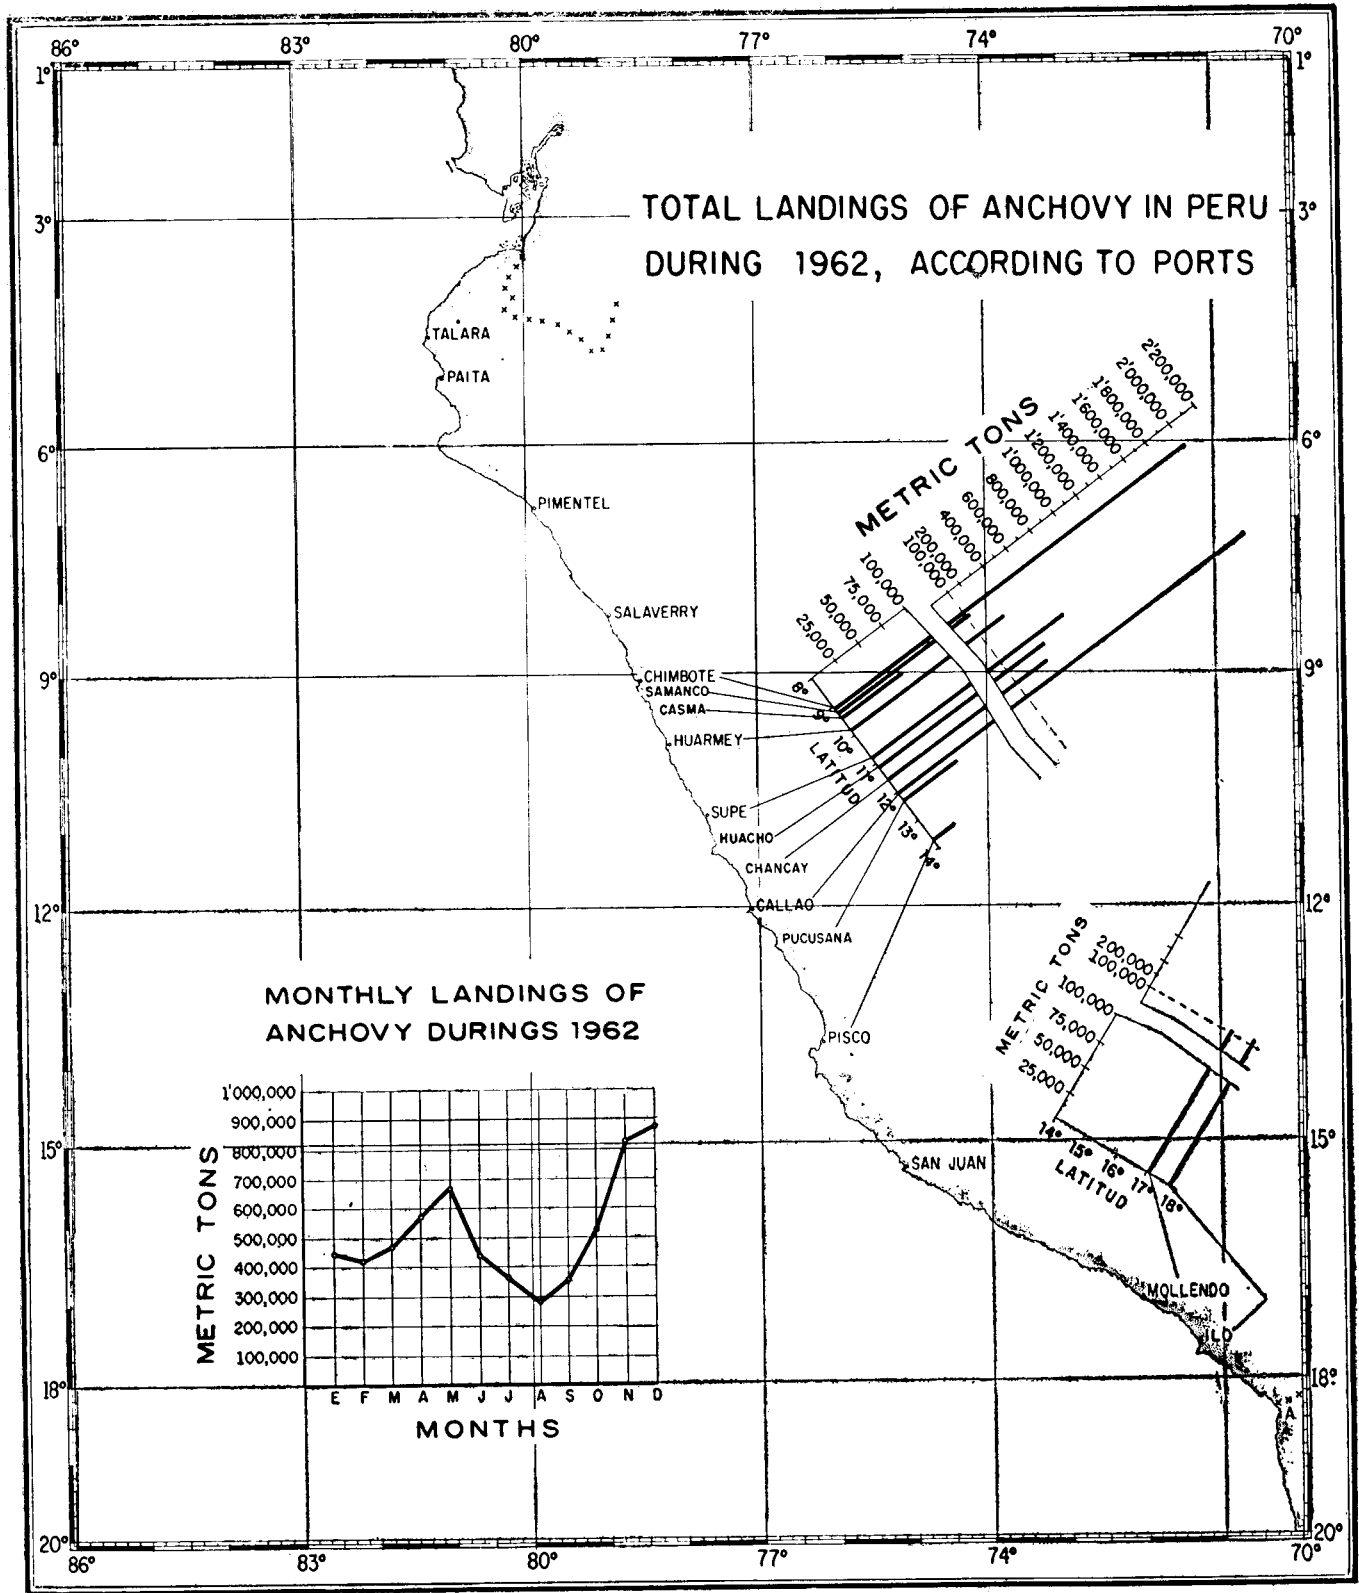 86° 83° 80° 77° 74° 70°
1° 1°
TOTAL LANDINGS OF ANCHOVY IN PERU
DURING 1962, ACCORDING TO PORTS
3° 3°
TALARA
PAITA
6° 6°
PIMENTEL
SALAVERRY
METRIC TONS
25,000
50,000
75,000
100,000
100,000
200,000
400,000
600,000
800,000
1'000,000
1'200,000
1'400,000
1'600,000
1'800,000
2'000,000
2'200,000
9° 9°
CHIMBOTE
SAMANCO
CASMA
HUARMEY
SUPE
HUACHO
CHANCAY
CALLAO
PUCUSANA
PISCO
SAN JUAN
8°
9°
10°
11°
12°
13°
14°
LATITUD
12° 12°
METRIC TONS
200,000
100,000
100,000
75,000
50,000
25,000
14° 15° 16° 17° 18°
LATITUD
15° 15°
MOLLENDO
ILO
A
MONTHLY LANDINGS OF
ANCHOVY DURINGS 1962
METRIC TONS
1'000,000
900,000
800,000
700,000
600,000
500,000
400,000
300,000
200,000
100,000
E F M A M J J A S O N D
MONTHS
18° 18°
20° 20°
86° 83° 80° 77° 74° 70°